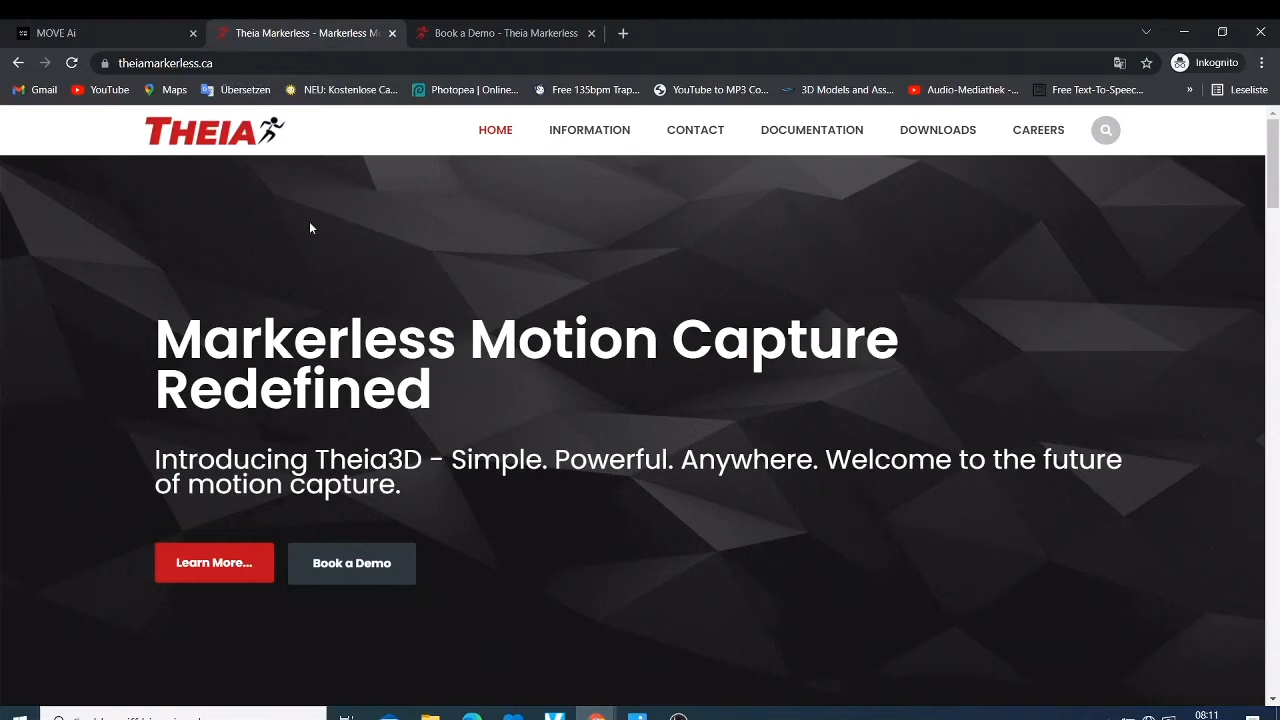 MOVE Ai
Theia Markerless - Markerless Mo
Book a Demo - Theia Markerless
theiamarkerless.ca
Inkognito
Gmail
YouTube
Maps
Übersetzen
NEU: Kostenlose Ca...
Photopea | Online...
Free 135bpm Trap...
YouTube to MP3 Co...
3D Models and Ass...
Audio-Mediathek -...
Free Text-To-Speec...
»
Leseliste
THEIA
HOME
INFORMATION
CONTACT
DOCUMENTATION
DOWNLOADS
CAREERS
Markerless Motion Capture
Redefined
Introducing Theia3D - Simple. Powerful. Anywhere. Welcome to the future
of motion capture.
Learn More...
Book a Demo
08:11